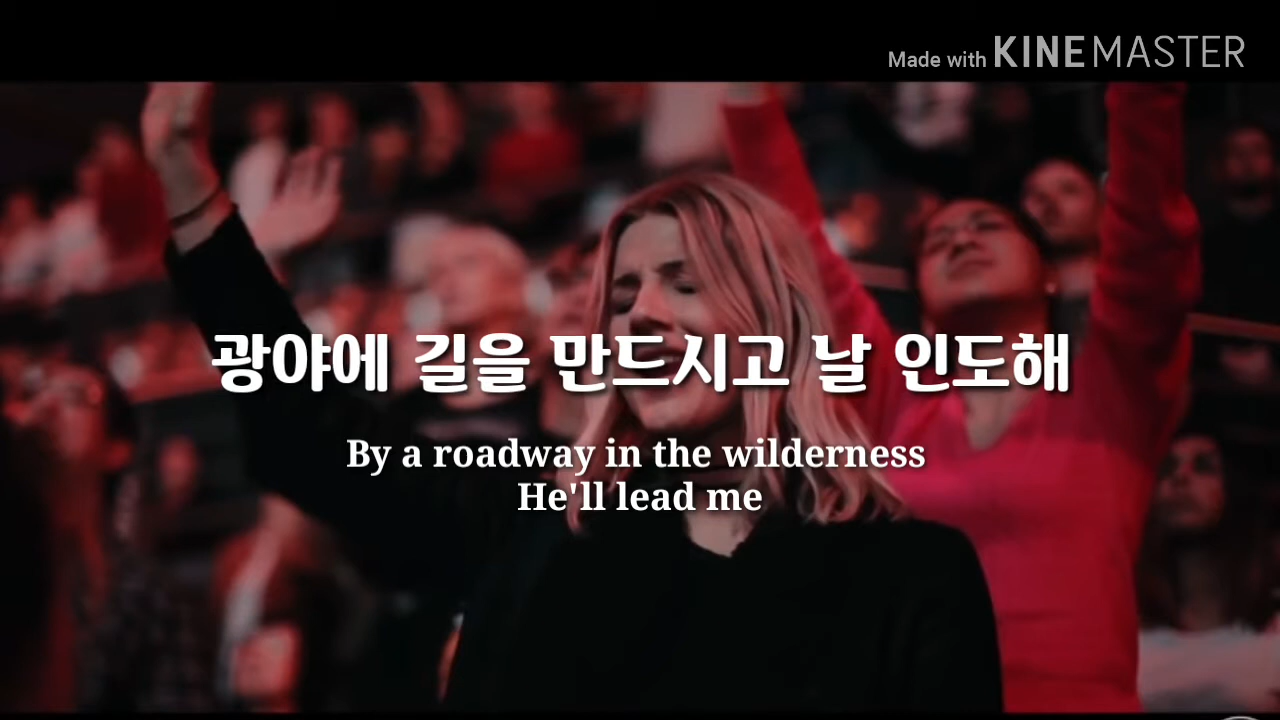 Made with KINEMASTER
광야에 길을 만드시고 날 인도해
By a roadway in the wilderness
He'll lead me